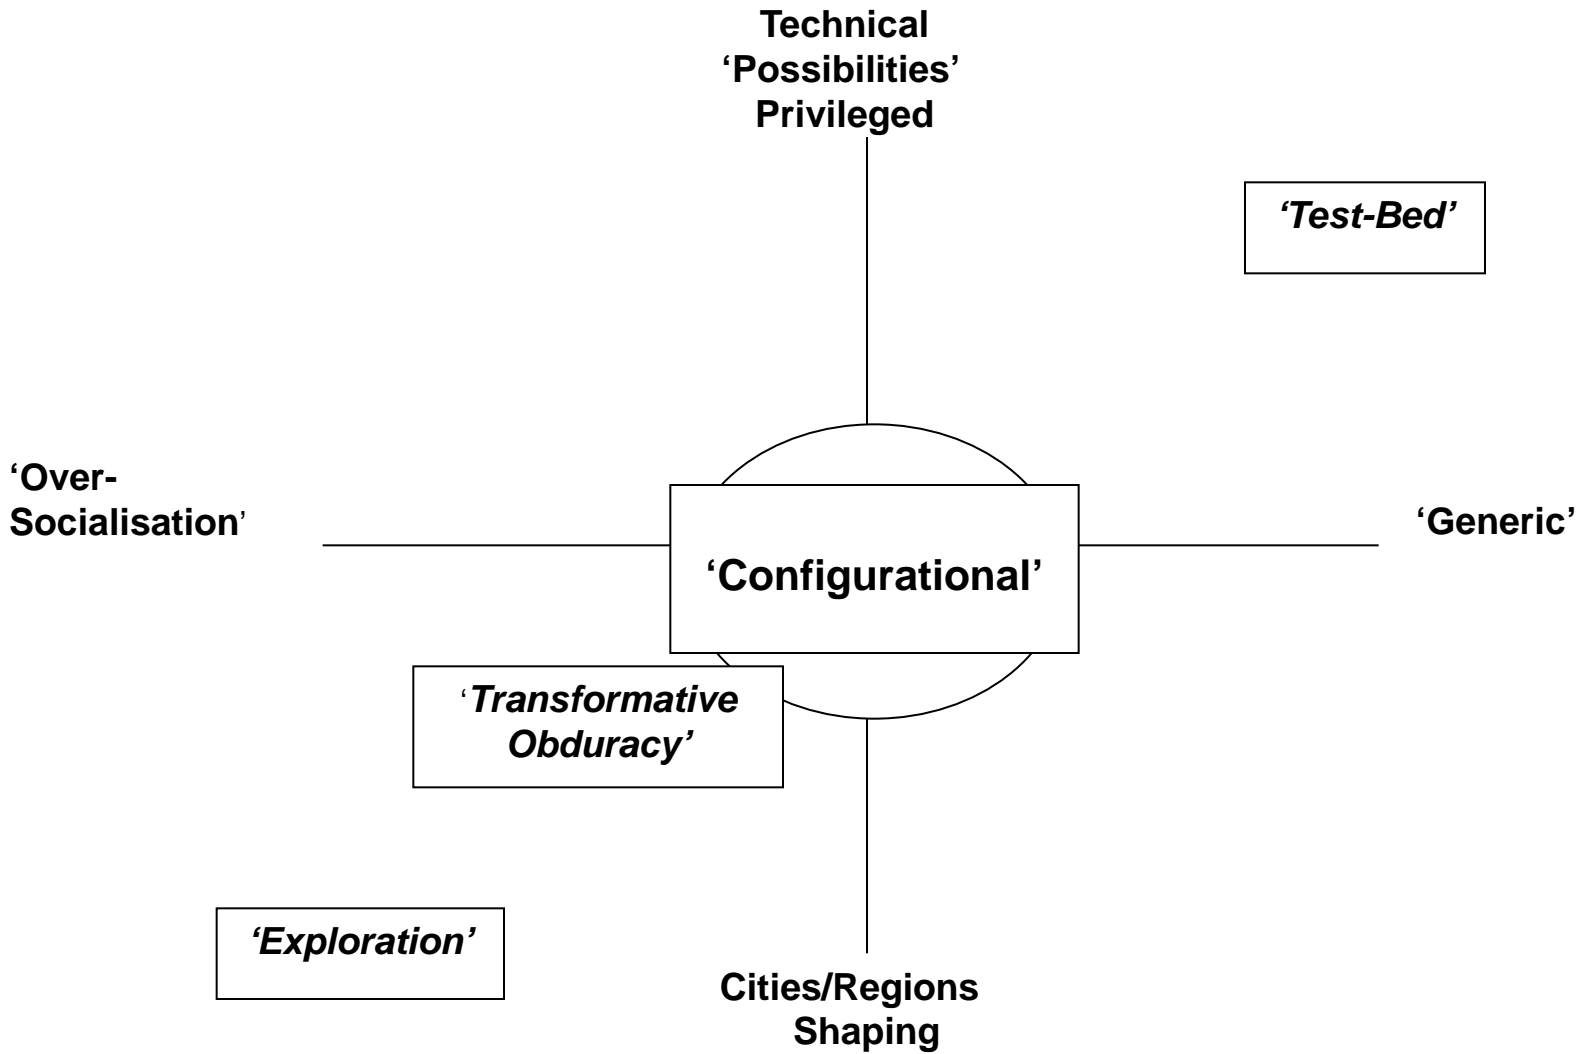 Technical
‘Possibilities’
Privileged
‘Test-Bed’
‘Over-
Socialisation’
‘Generic’
‘Configurational’
‘Transformative
Obduracy’
‘Exploration’
Cities/Regions
Shaping